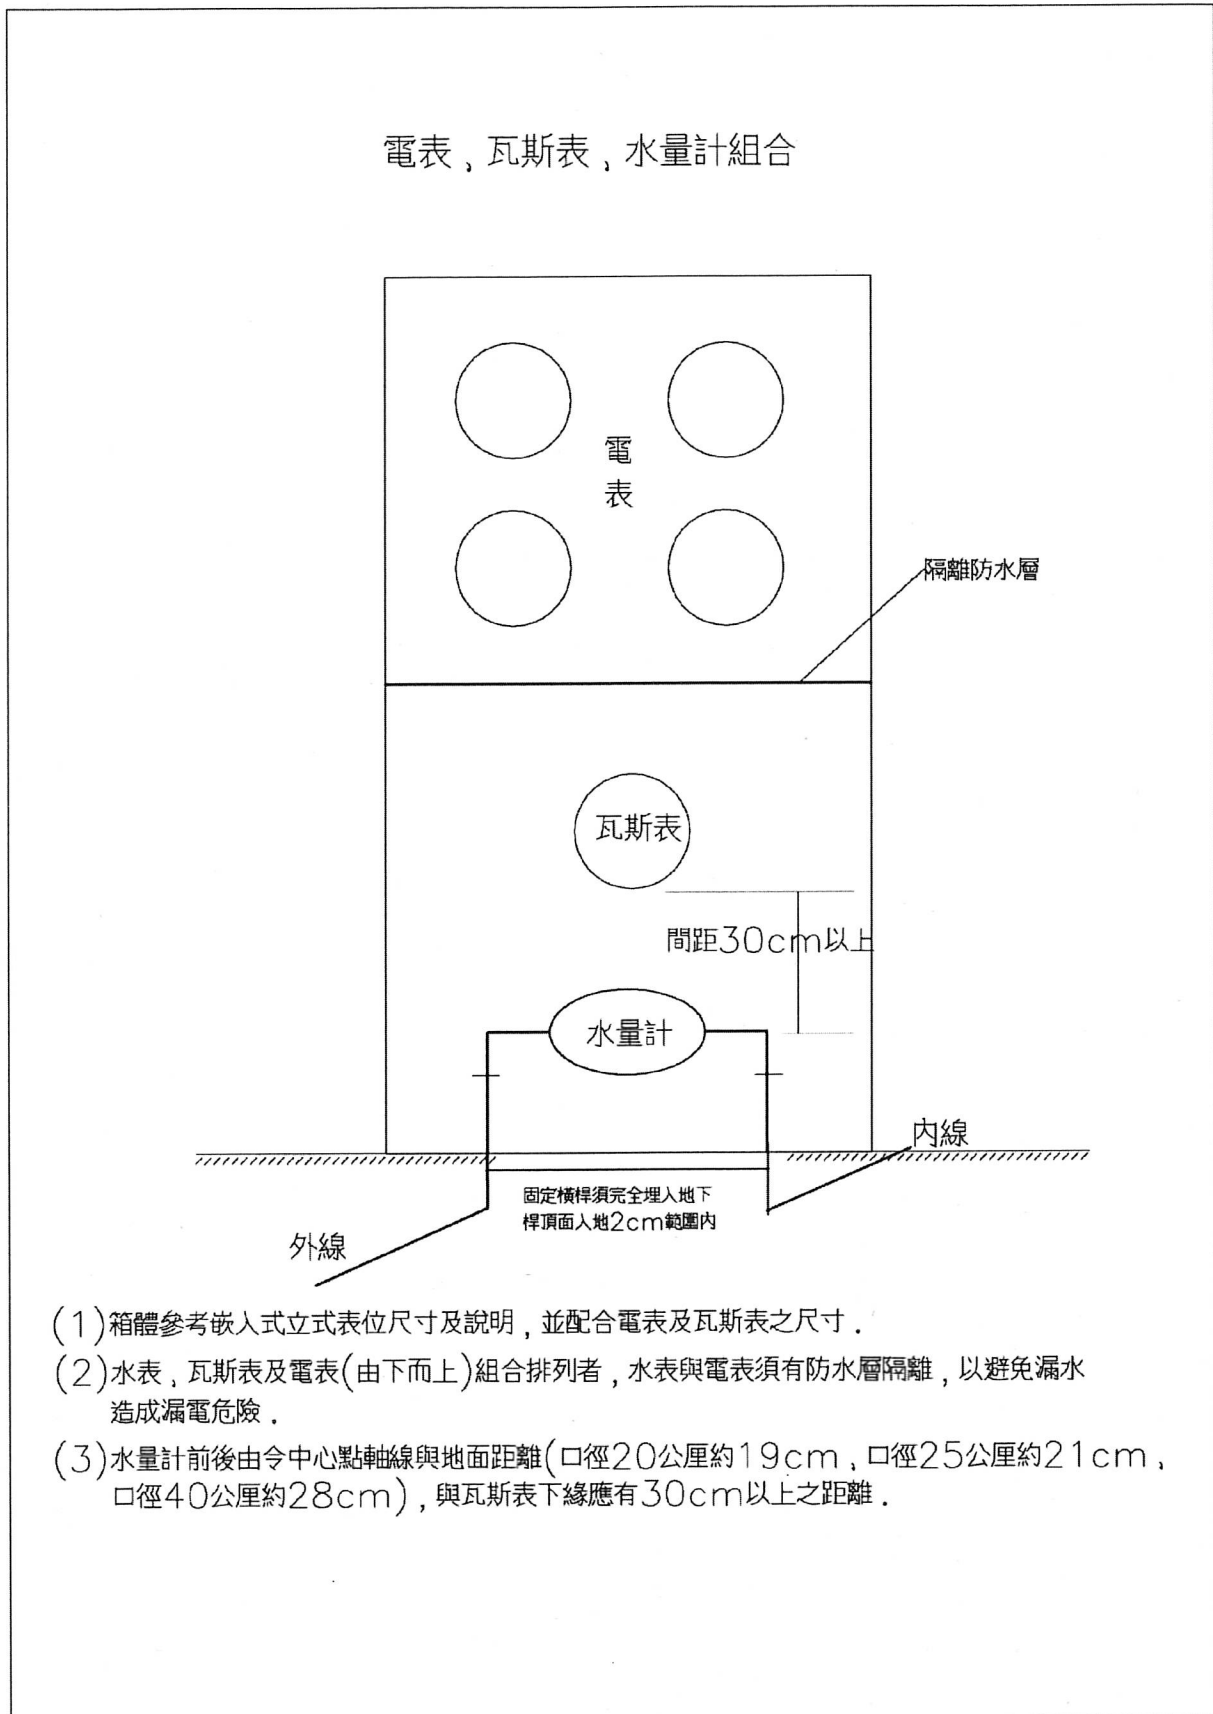 電表、瓦斯表、水量計組合
電
表
隔離防水層
瓦斯表
間距30cm以上
水量計
內線
固定橫桿須完全埋入地下
桿頂面入地2cm範圍內
外線
(1)箱體參考嵌入式立式表位尺寸及說明，並配合電表及瓦斯表之尺寸．
(2)水表、瓦斯表及電表(由下而上)組合排列者，水表與電表須有防水層隔離，以避免漏水
造成漏電危險．
(3)水量計前後由令中心點軸線與地面距離(口徑20公厘約19cm、口徑25公厘約21cm、
口徑40公厘約28cm)，與瓦斯表下緣應有30cm以上之距離．